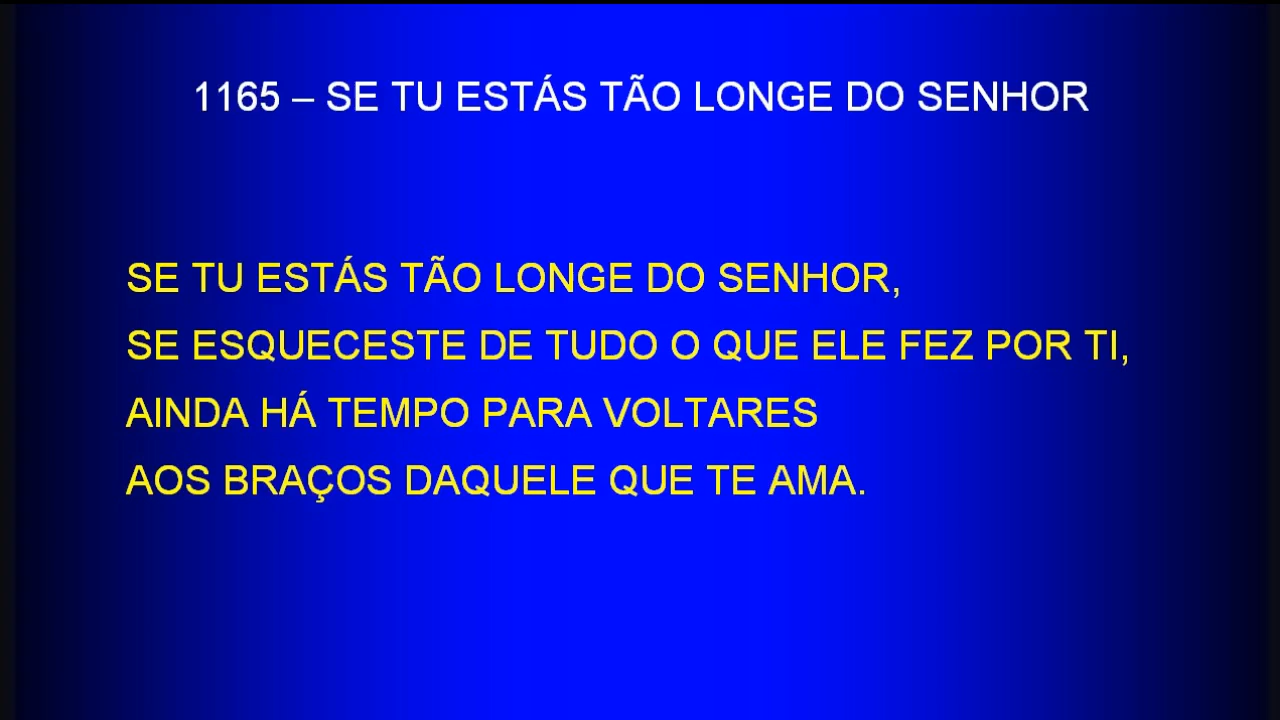 1165 – SE TU ESTÁS TÃO LONGE DO SENHOR
SE TU ESTÁS TÃO LONGE DO SENHOR,
SE ESQUECESTE DE TUDO O QUE ELE FEZ POR TI,
AINDA HÁ TEMPO PARA VOLTARES
AOS BRAÇOS DAQUELE QUE TE AMA.